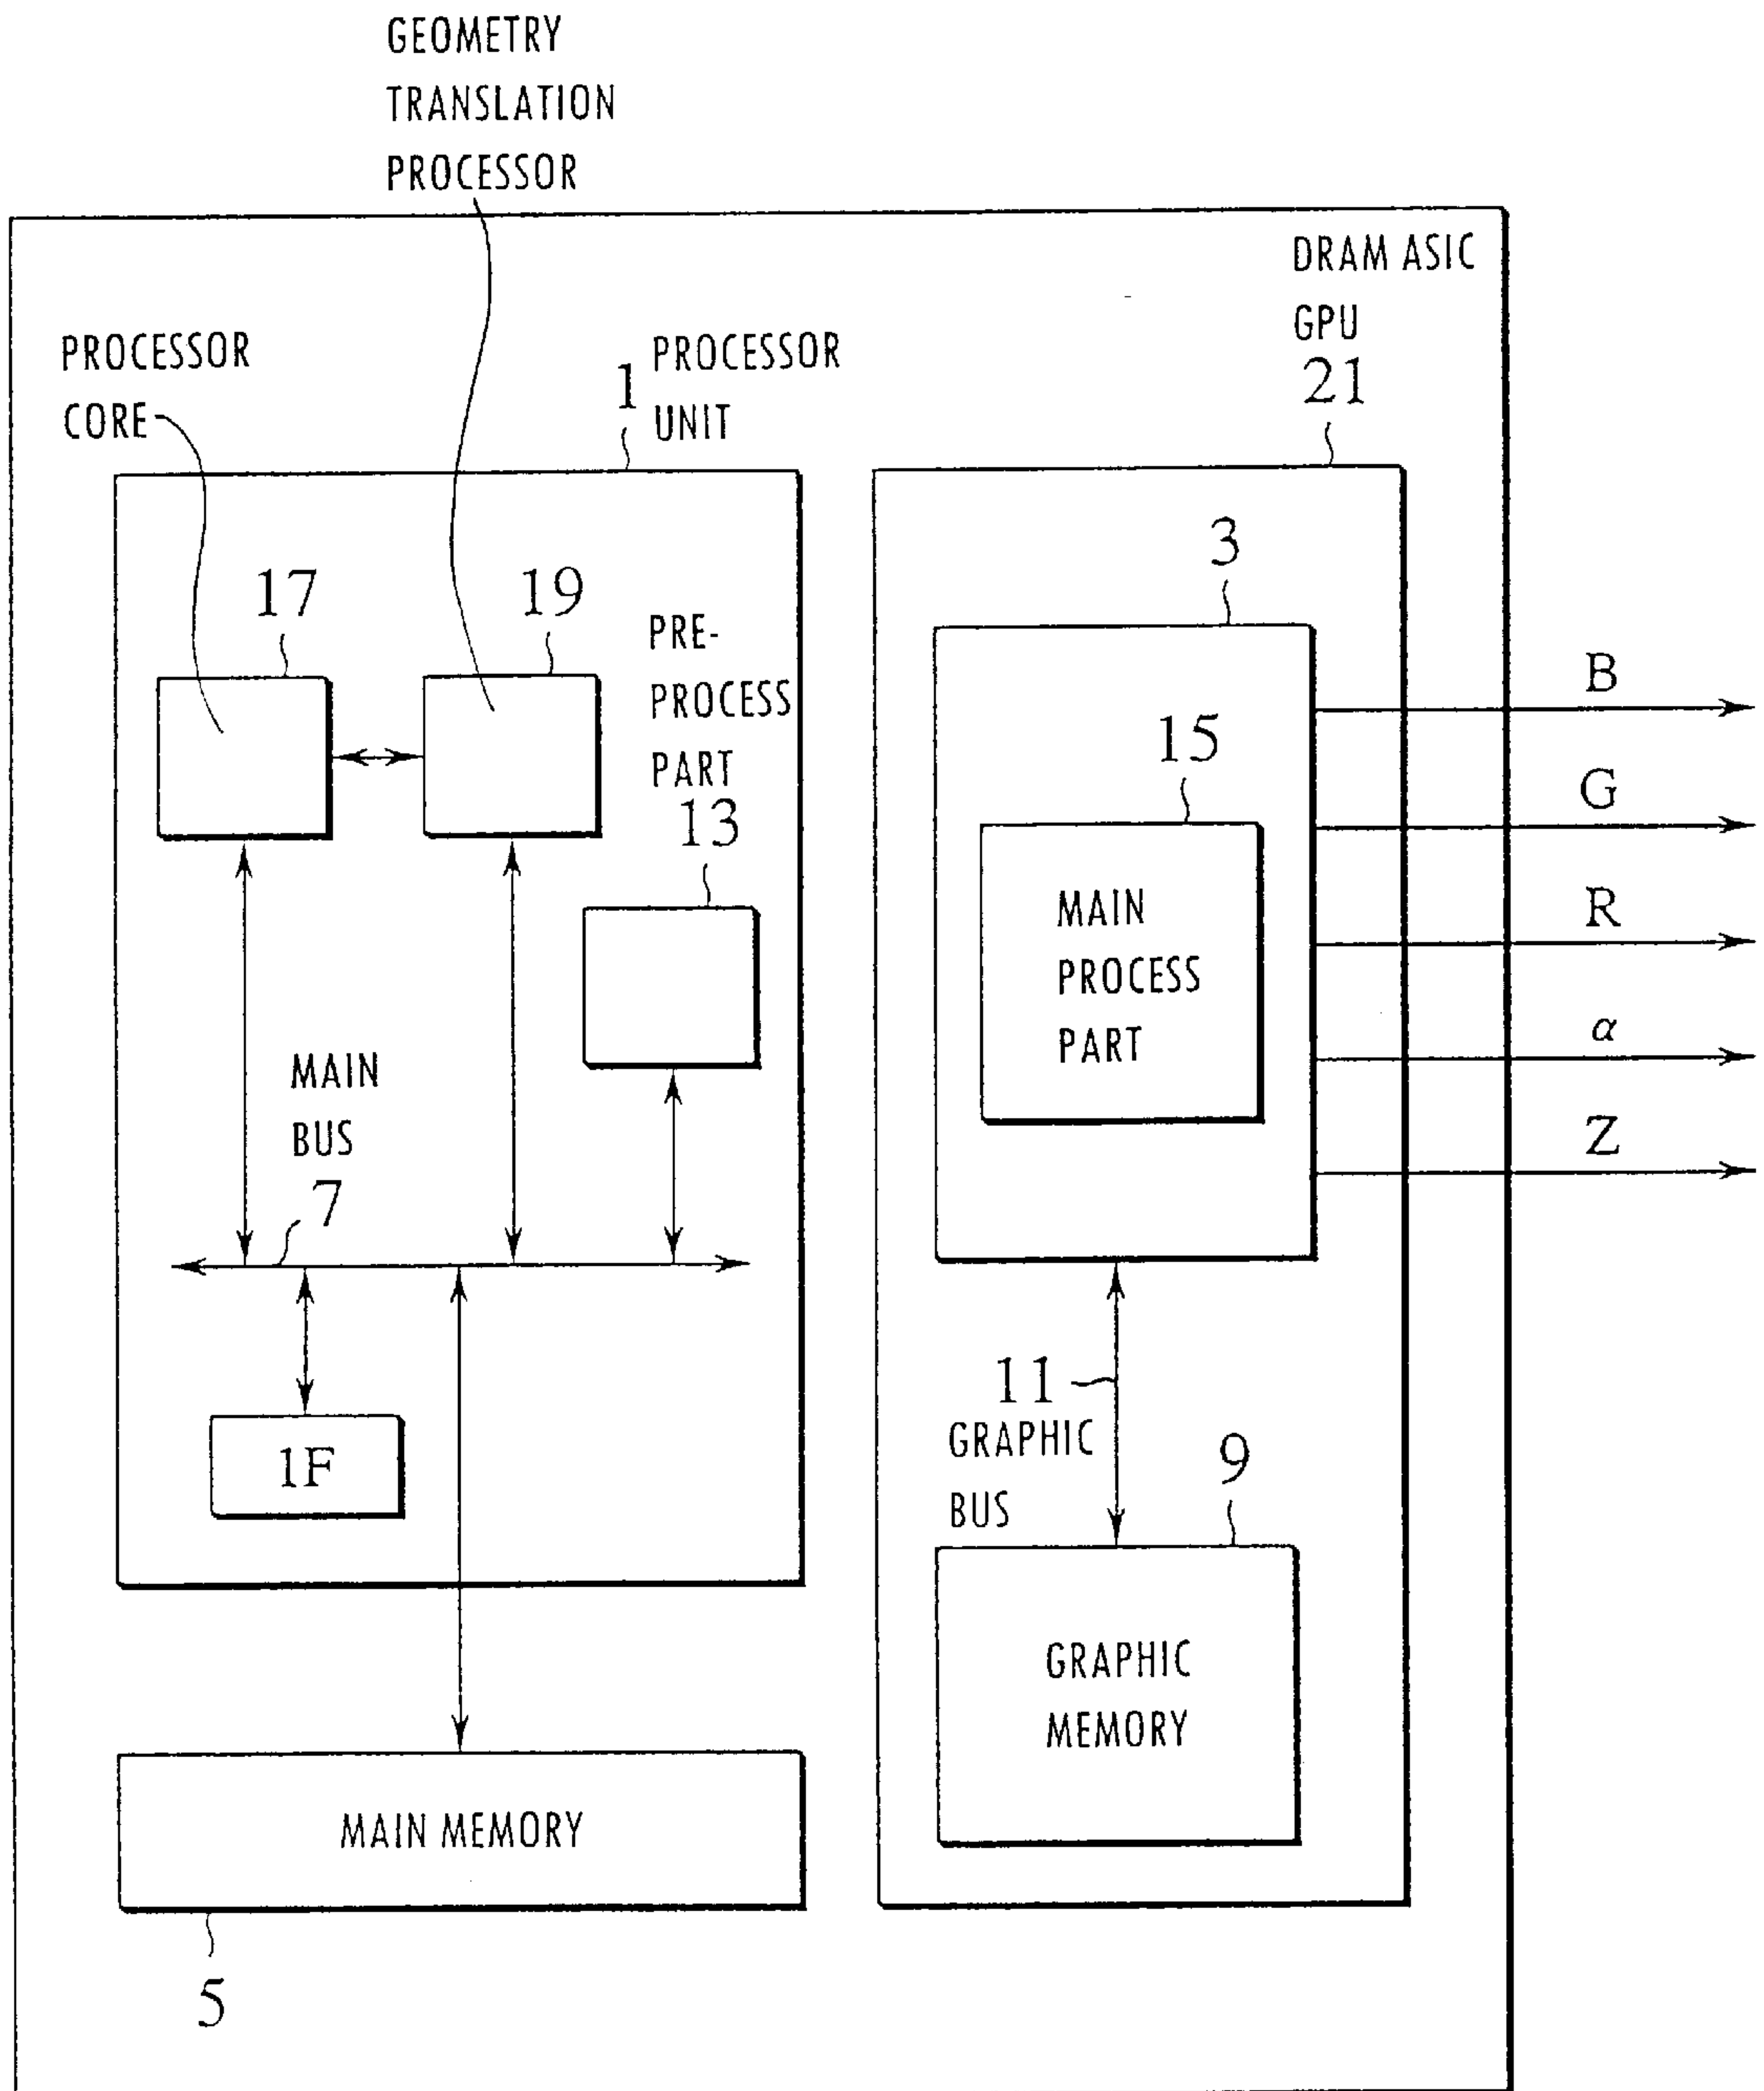 GEOMETRY
TRANSLATION
PROCESSOR
DRAM ASIC
GPU
21
PROCESSOR
CORE
1
PROCESSOR
UNIT
3
17
19
PRE-
PROCESS
PART
13
B
15
G
MAIN
PROCESS
PART
R
α
MAIN
BUS
7
Z
11
GRAPHIC
BUS
1F
9
GRAPHIC
MEMORY
MAIN MEMORY
5